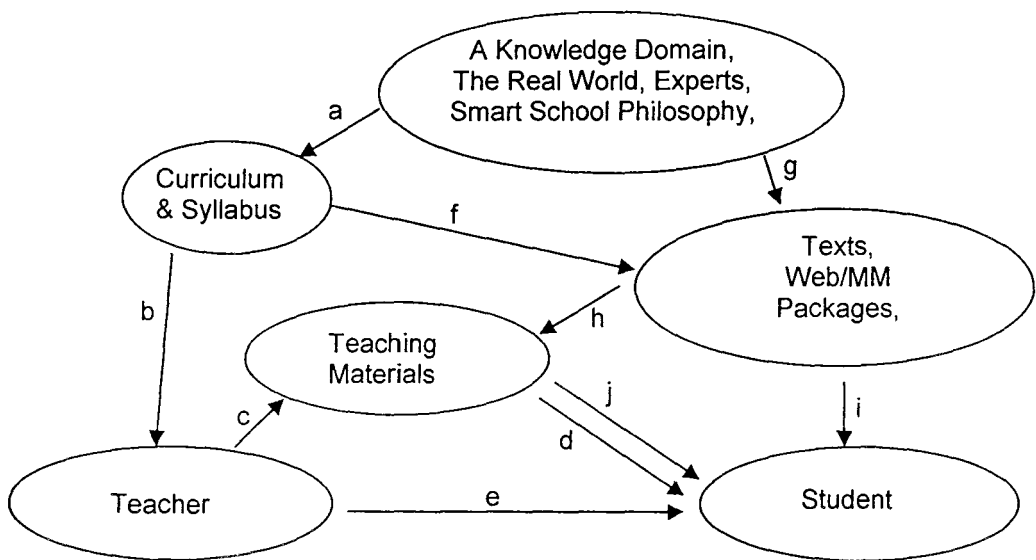 A Knowledge Domain,
The Real World, Experts,
Smart School Philosophy,
a
g
Curriculum
& Syllabus
f
Texts,
Web/MM
Packages,
b
h
Teaching
Materials
j
i
c
d
Teacher
e
Student